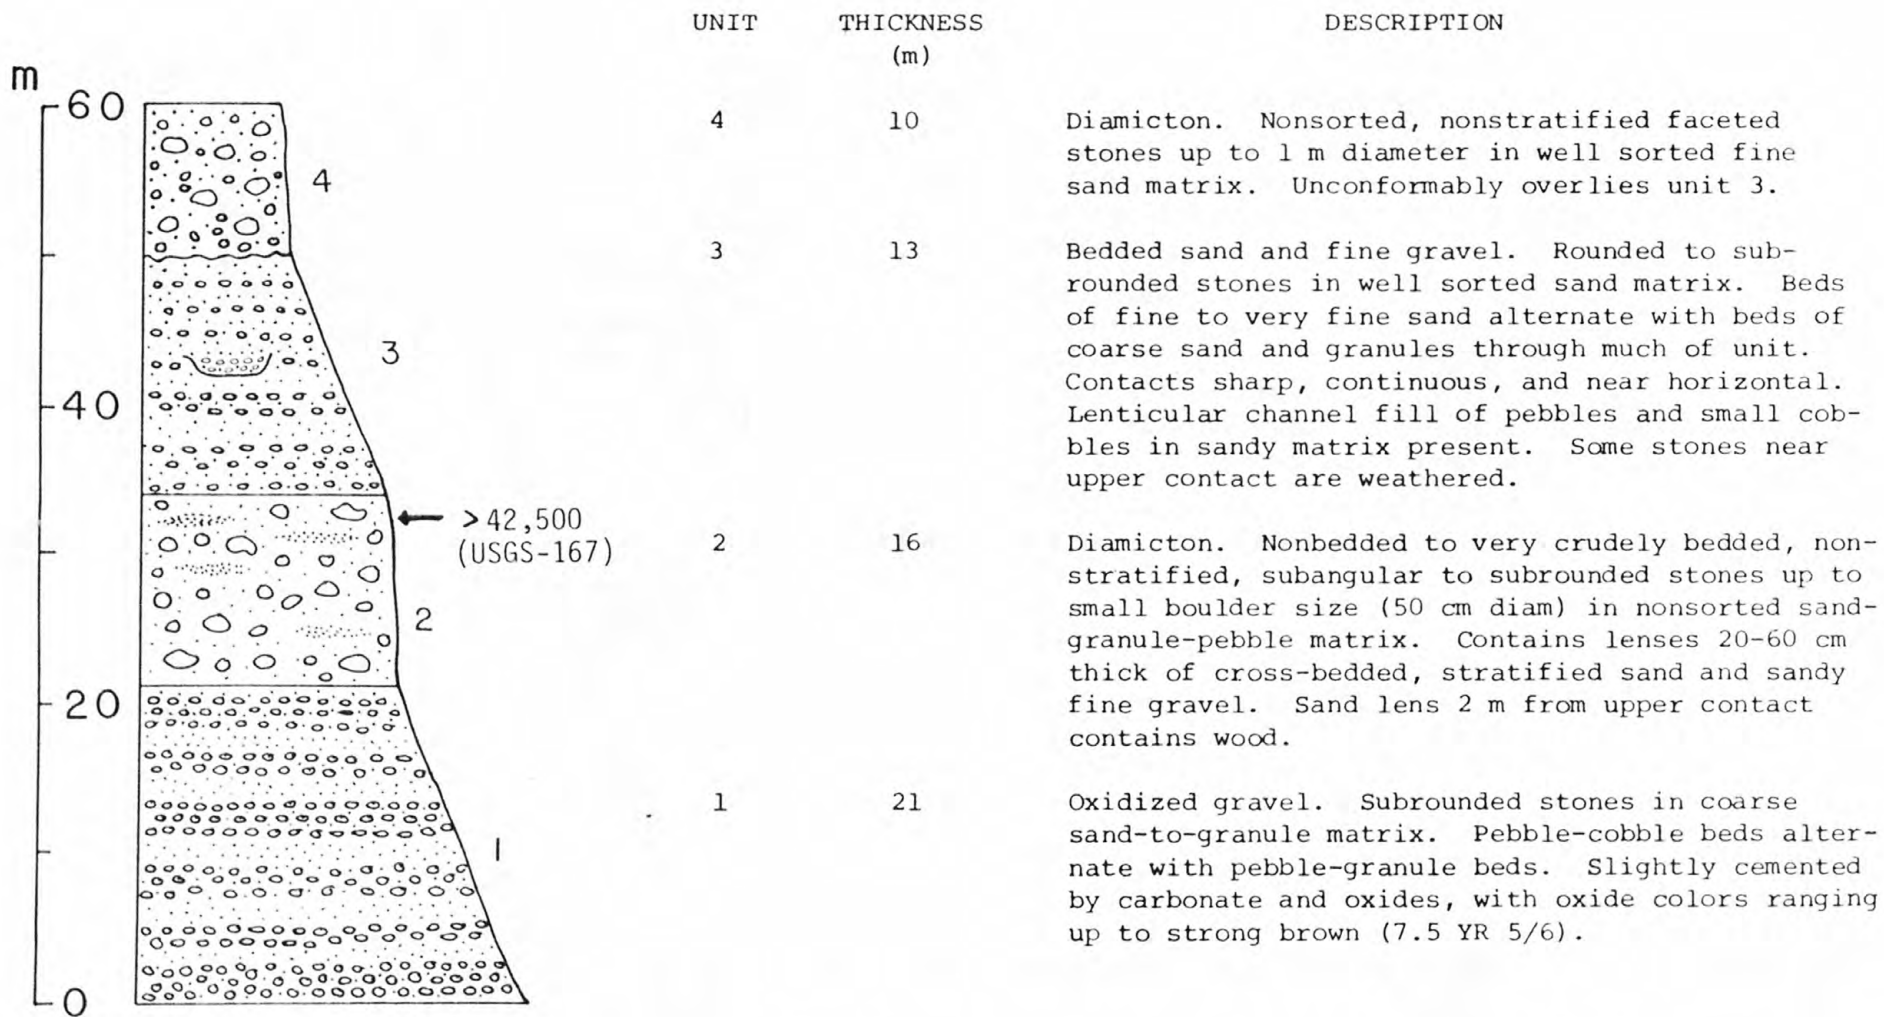 UNIT THICKNESS DESCRIPTION
(m)
m
60
40
20
0
4
3
2
1
>42,500
(USGS-167)
4 10 Diamicton. Nonsorted, nonstratified faceted
stones up to 1 m diameter in well sorted fine
sand matrix. Unconformably overlies unit 3.
3 13 Bedded sand and fine gravel. Rounded to sub-
rounded stones in well sorted sand matrix. Beds
of fine to very fine sand alternate with beds of
coarse sand and granules through much of unit.
Contacts sharp, continuous, and near horizontal.
Lenticular channel fill of pebbles and small cob-
bles in sandy matrix present. Some stones near
upper contact are weathered.
2 16 Diamicton. Nonbedded to very crudely bedded, non-
stratified, subangular to subrounded stones up to
small boulder size (50 cm diam) in nonsorted sand-
granule-pebble matrix. Contains lenses 20-60 cm
thick of cross-bedded, stratified sand and sandy
fine gravel. Sand lens 2 m from upper contact
contains wood.
1 21 Oxidized gravel. Subrounded stones in coarse
sand-to-granule matrix. Pebble-cobble beds alter-
nate with pebble-granule beds. Slightly cemented
by carbonate and oxides, with oxide colors ranging
up to strong brown (7.5 YR 5/6).